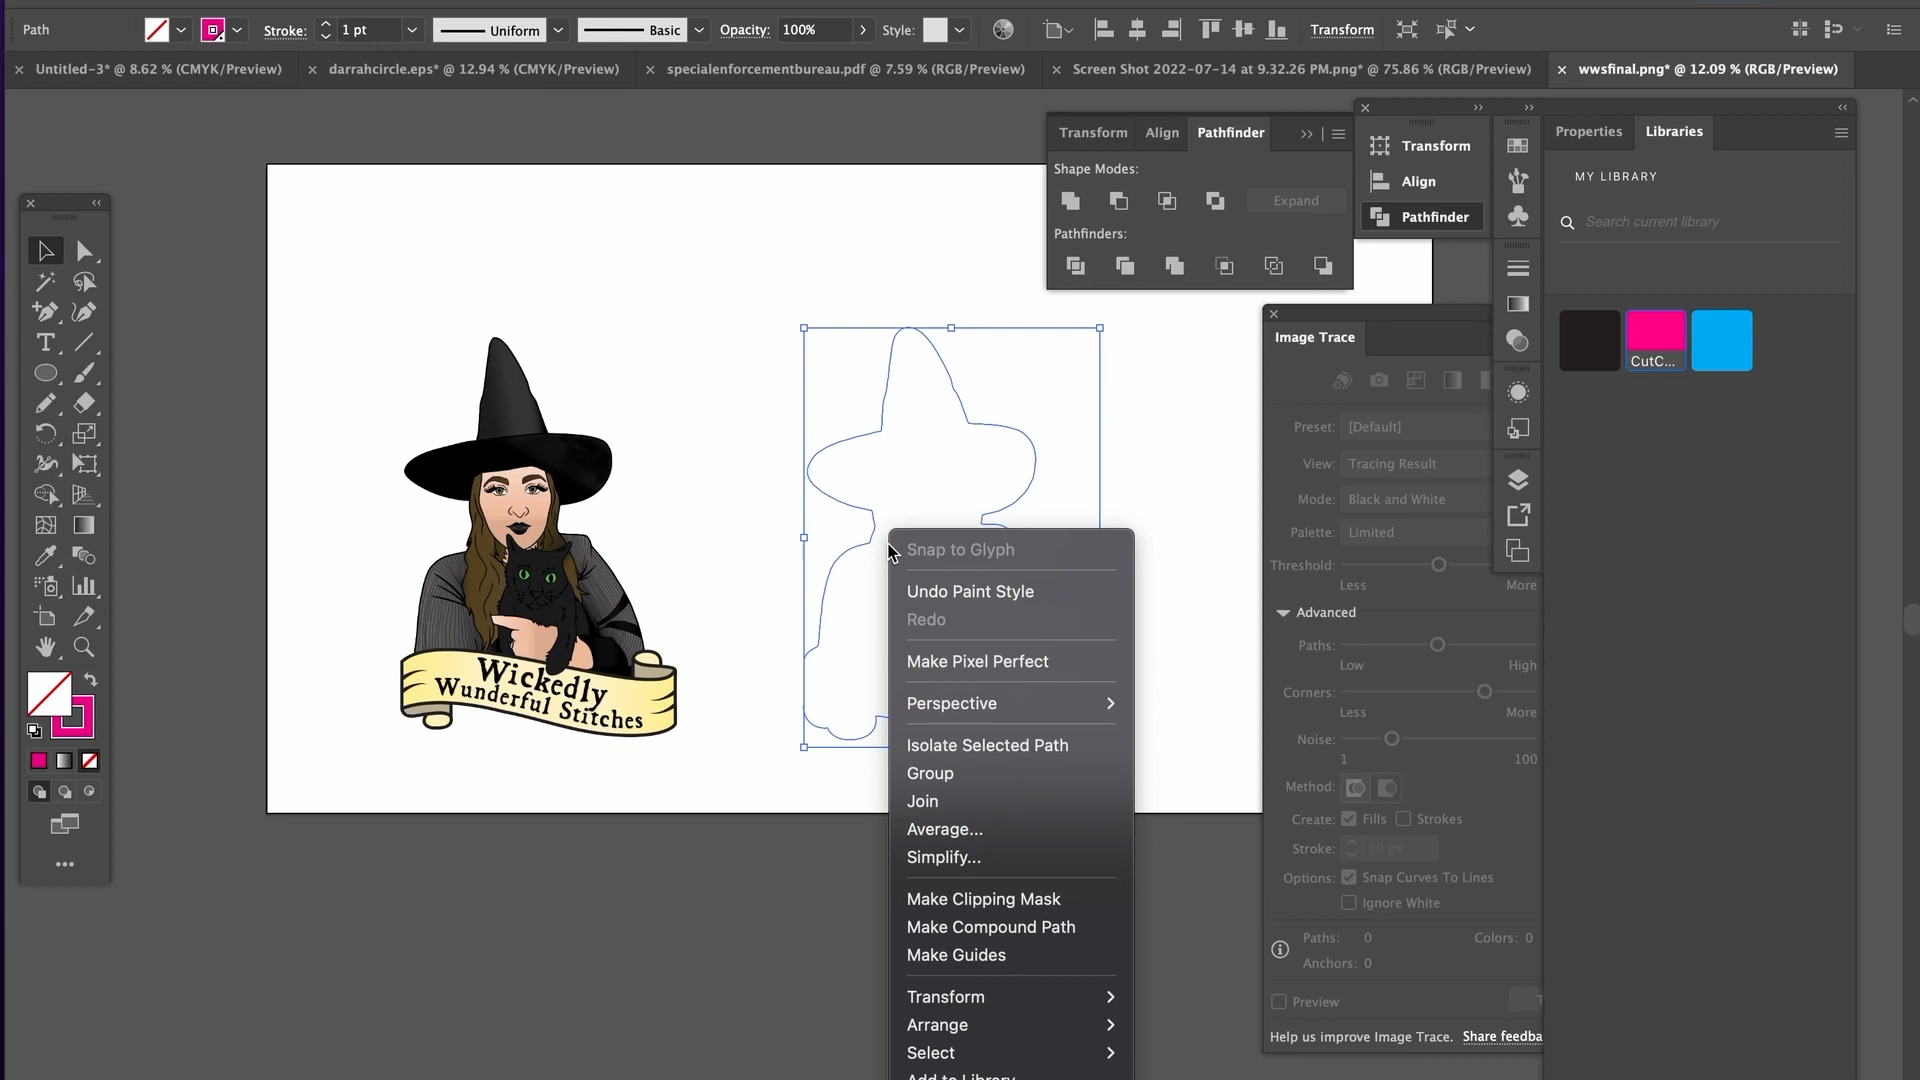 Path
Stroke: 1 pt Uniform Basic Opacity: 100% Style: Transform
Untitled-3* @ 8.62 % (CMYK/Preview) darrahcircle.eps* @ 12.94 % (CMYK/Preview) specialenforcementbureau.pdf @ 7.59 % (RGB/Preview) Screen Shot 2022-07-14 at 9.32.26 PM.png* @ 75.86 % (RGB/Preview) wwsfinal.png* @ 12.09 % (RGB/Preview)
Transform Align Pathfinder
Shape Modes:
Expand
Pathfinders:
Transform
Align
Pathfinder
Properties Libraries
MY LIBRARY
Search current library
CutC...
Image Trace
Preset: [Default]
View: Tracing Result
Mode: Black and White
Palette: Limited
Threshold:
Less More
Advanced
Paths:
Low High
Corners:
Less More
Noise:
1 100
Method:
Create: Fills Strokes
Stroke: 10 px
Options: Snap Curves To Lines
Ignore White
Paths: 0 Colors: 0
Anchors: 0
Preview
Help us improve Image Trace. Share feedba
Snap to Glyph
Undo Paint Style
Redo
Make Pixel Perfect
Perspective
Isolate Selected Path
Group
Join
Average...
Simplify...
Make Clipping Mask
Make Compound Path
Make Guides
Transform
Arrange
Select
Add to Library
Wickedly
Wunderful Stitches